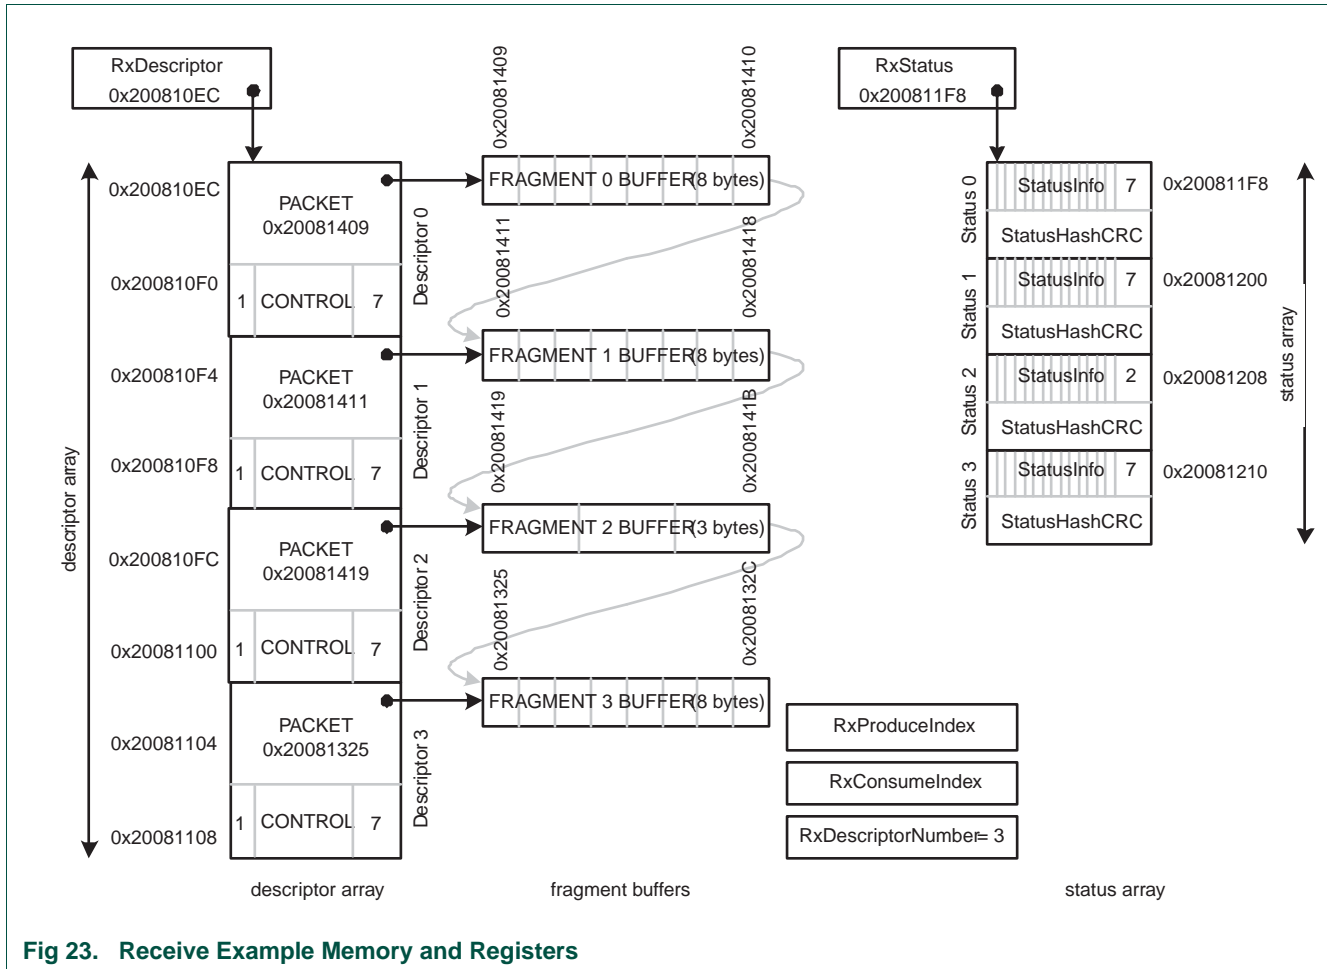 RxDescriptor
0x200810EC
0x20081409
0x20081410
RxStatus
0x200811F8
0x200810EC
PACKET
0x20081409
Descriptor 0
FRAGMENT 0 BUFFER(8 bytes)
0x200810F0
1 CONTROL 7
0x20081411
0x20081418
0x200810F4
PACKET
0x20081411
Descriptor 1
FRAGMENT 1 BUFFER(8 bytes)
0x200810F8
1 CONTROL 7
0x20081419
0x2008141B
0x200810FC
PACKET
0x20081419
Descriptor 2
FRAGMENT 2 BUFFER(3 bytes)
0x20081100
1 CONTROL 7
0x20081325
0x2008132C
0x20081104
PACKET
0x20081325
Descriptor 3
FRAGMENT 3 BUFFER(8 bytes)
0x20081108
1 CONTROL 7
descriptor array
Status 0
StatusInfo 7
0x200811F8
StatusHashCRC
Status 1
StatusInfo 7
0x20081200
StatusHashCRC
Status 2
StatusInfo 2
0x20081208
StatusHashCRC
Status 3
StatusInfo 7
0x20081210
StatusHashCRC
status array
RxProduceIndex
RxConsumeIndex
RxDescriptorNumber= 3
descriptor array
fragment buffers
status array
Fig 23. Receive Example Memory and Registers